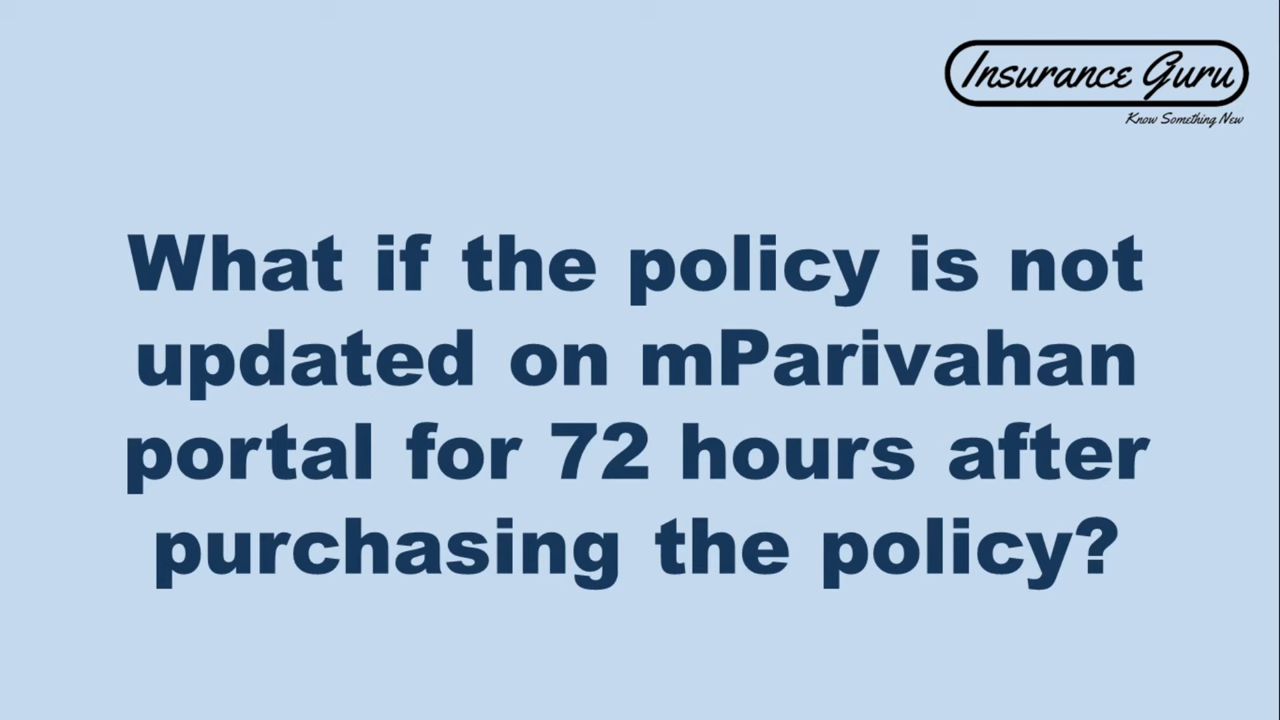 Insurance Guru
Know Something New
What if the policy is not
updated on mParivahan
portal for 72 hours after
purchasing the policy?